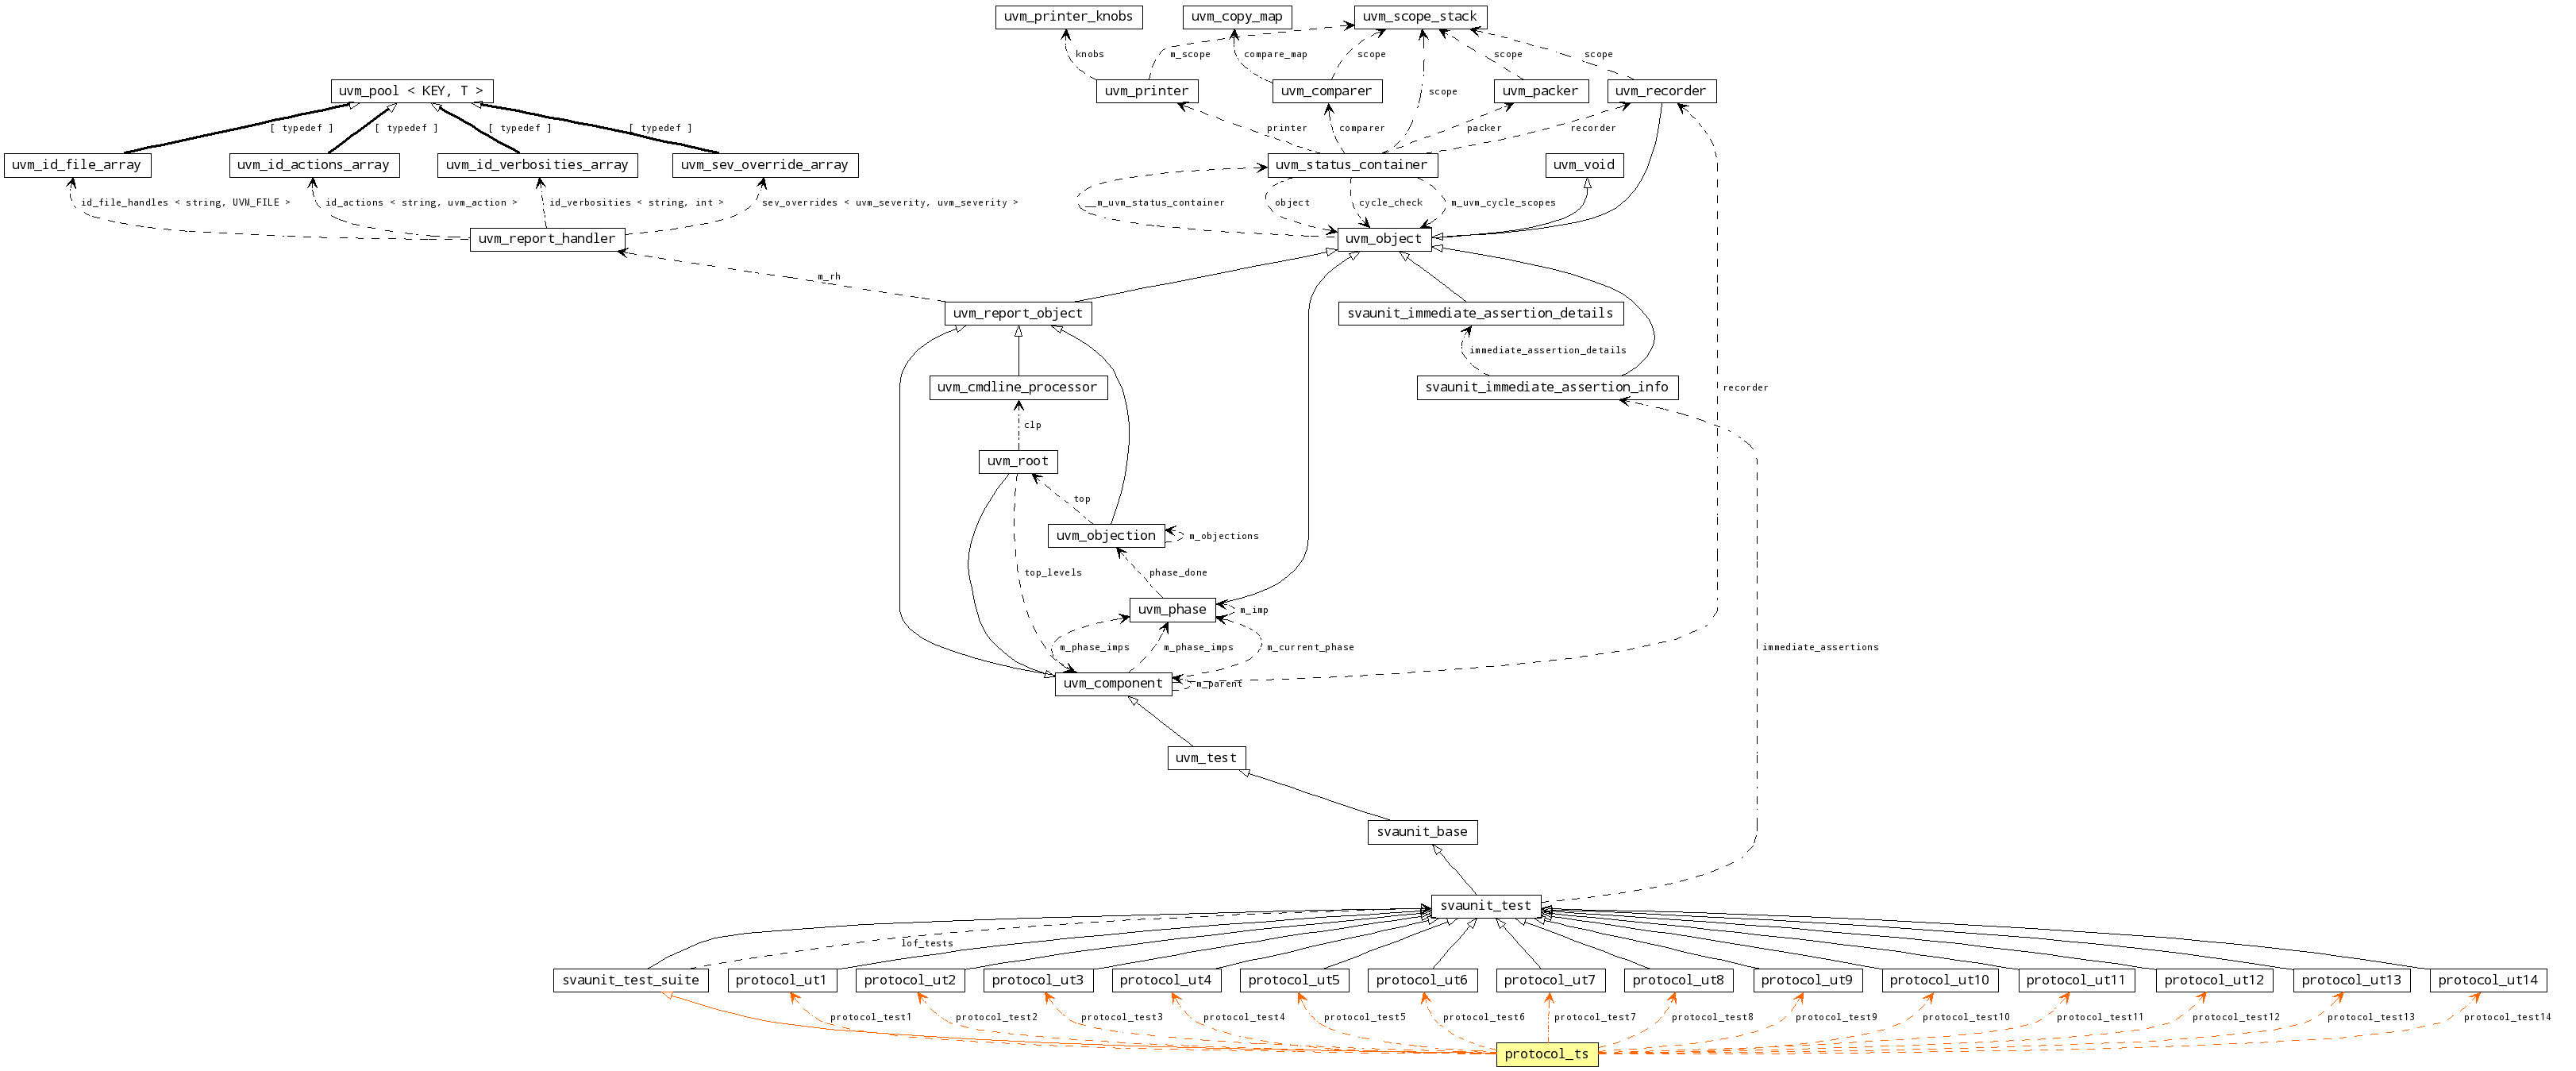 uvm_printer_knobs
uvm_copy_map
uvm_scope_stack
knobs
m_scope
compare_map
scope
scope
scope
uvm_pool < KEY, T >
uvm_printer
uvm_comparer
scope
uvm_packer
uvm_recorder
[ typedef ]
[ typedef ]
[ typedef ]
[ typedef ]
printer
comparer
packer
recorder
uvm_id_file_array
uvm_id_actions_array
uvm_id_verbosities_array
uvm_sev_override_array
uvm_status_container
uvm_void
id_file_handles < string, UVM_FILE >
id_actions < string, uvm_action >
id_verbosities < string, int >
sev_overrides < uvm_severity, uvm_severity >
__m_uvm_status_container
object
cycle_check
m_uvm_cycle_scopes
uvm_report_handler
uvm_object
m_rh
uvm_report_object
svaunit_immediate_assertion_details
immediate_assertion_details
uvm_cmdline_processor
svaunit_immediate_assertion_info
recorder
clp
uvm_root
top
uvm_objection
m_objections
top_levels
phase_done
uvm_phase
m_imp
m_phase_imps
m_phase_imps
m_current_phase
immediate_assertions
uvm_component
m_parent
uvm_test
svaunit_base
svaunit_test
lof_tests
svaunit_test_suite
protocol_ut1
protocol_ut2
protocol_ut3
protocol_ut4
protocol_ut5
protocol_ut6
protocol_ut7
protocol_ut8
protocol_ut9
protocol_ut10
protocol_ut11
protocol_ut12
protocol_ut13
protocol_ut14
protocol_test1
protocol_test2
protocol_test3
protocol_test4
protocol_test5
protocol_test6
protocol_test7
protocol_test8
protocol_test9
protocol_test10
protocol_test11
protocol_test12
protocol_test13
protocol_test14
protocol_ts